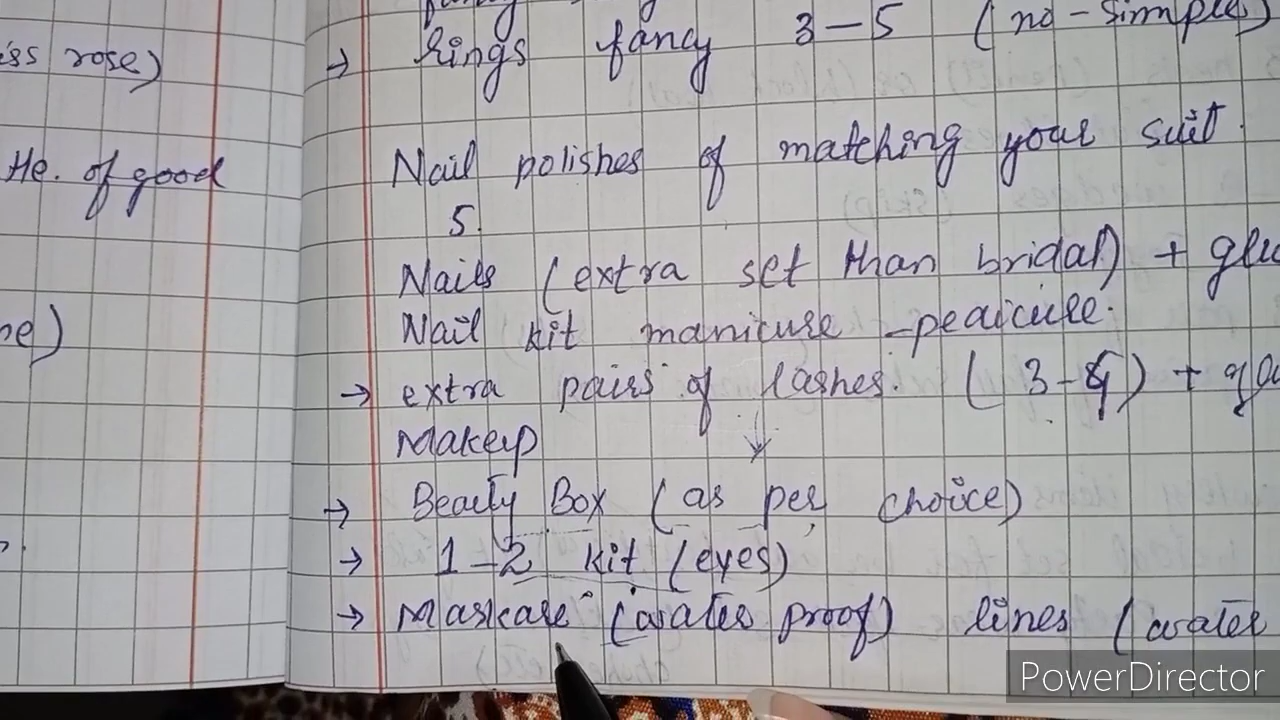 → Rings fancy 3-5 (no-simple)
Nail polishes of matching your suit.
5.
Nails (extra set than bridal) + glu
Nail kit manicure -pedicure.
→ extra pairs of lashes. (3-4) +
Makeup
→ Beauty Box (as per choice)
→ 1-2 kit (eyes)
→ Maskare (water proof) lines (water
rose)
He. of good
PowerDirector